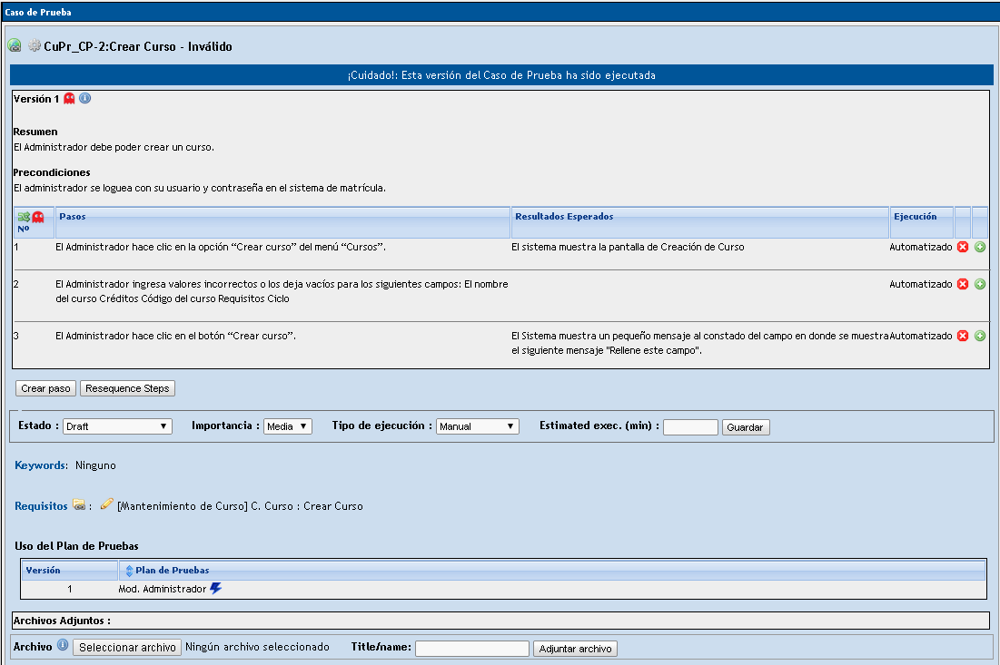 Caso de Prueba
CuPr_CP-2:Crear Curso - Inválido
¡Cuidado!: Esta versión del Caso de Prueba ha sido ejecutada
Versión 1
Resumen
El Administrador debe poder crear un curso.
Precondiciones
El administrador se loguea con su usuario y contraseña en el sistema de matrícula.
Nº Pasos Resultados Esperados Ejecución
1 El Administrador hace clic en la opción “Crear curso” del menú “Cursos”. El sistema muestra la pantalla de Creación de Curso Automatizado
2 El Administrador ingresa valores incorrectos o los deja vacíos para los siguientes campos: El nombre Automatizado
del curso Créditos Código del curso Requisitos Ciclo
3 El Administrador hace clic en el botón “Crear curso”. El Sistema muestra un pequeño mensaje al constado del campo en donde se muestra Automatizado
el siguiente mensaje "Rellene este campo".
Crear paso Resequence Steps
Estado : Draft Importancia : Media Tipo de ejecución : Manual Estimated exec. (min) : Guardar
Keywords: Ninguno
Requisitos : [Mantenimiento de Curso] C. Curso : Crear Curso
Uso del Plan de Pruebas
Versión Plan de Pruebas
1 Mod. Administrador
Archivos Adjuntos :
Archivo Seleccionar archivo Ningún archivo seleccionado Title/name: Adjuntar archivo